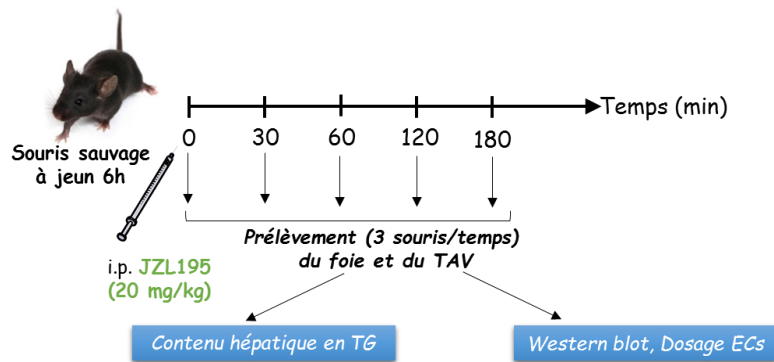 Temps (min)
0 30 60 120 180
Souris sauvage
à jeun 6h
i.p. JZL195
(20 mg/kg)
Prélèvement (3 souris/temps)
du foie et du TAV
Contenu hépatique en TG
Western blot, Dosage ECs